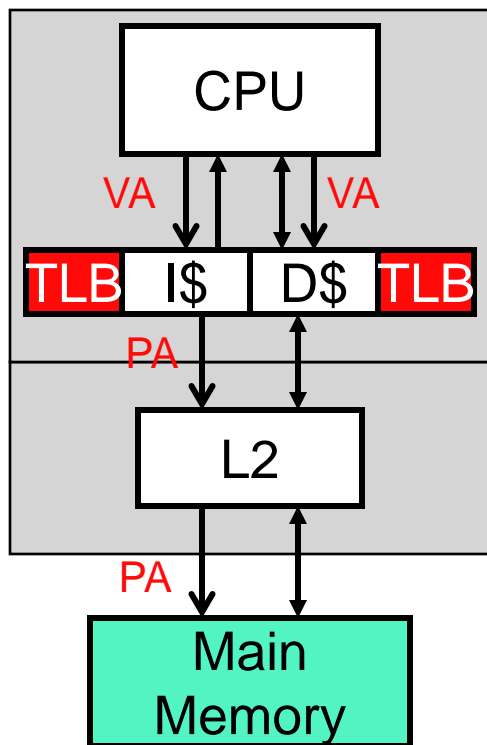 CPU
VA VA
TLB I$ D$ TLB
PA
L2
PA
Main
Memory